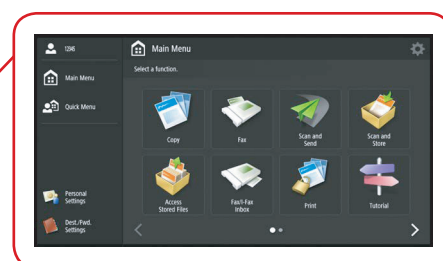 12345
Main Menu
Select a function.
Main Menu
Quick Menu
Copy
Fax
Scan and
Send
Scan and
Store
Access
Stored Files
Fax/I-Fax
Inbox
Print
Tutorial
Personal
Settings
Dest./Fwd.
Settings